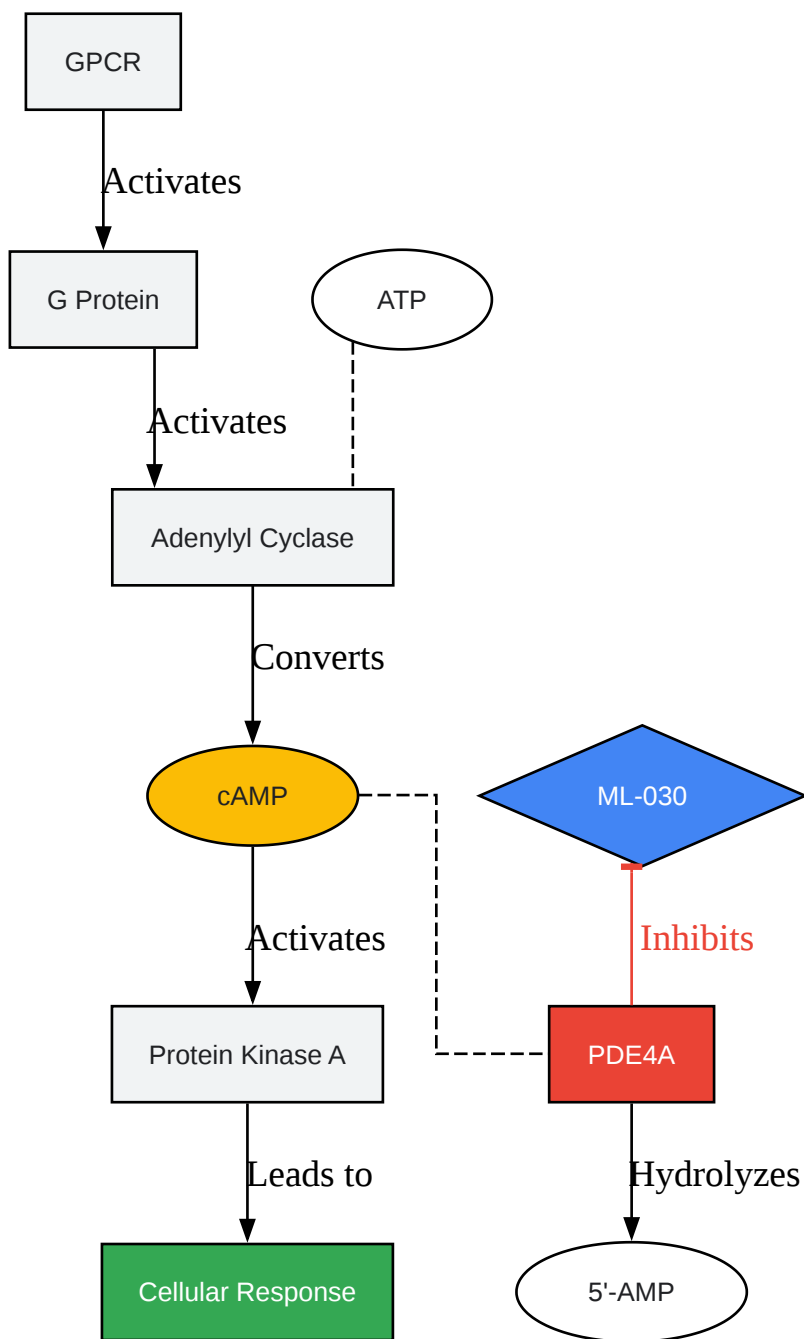 GPCR
Activates
G Protein
ATP
Activates
Adenylyl Cyclase
Converts
cAMP
ML-030
Activates
Inhibits
Protein Kinase A
PDE4A
Leads to
Hydrolyzes
Cellular Response
5'-AMP